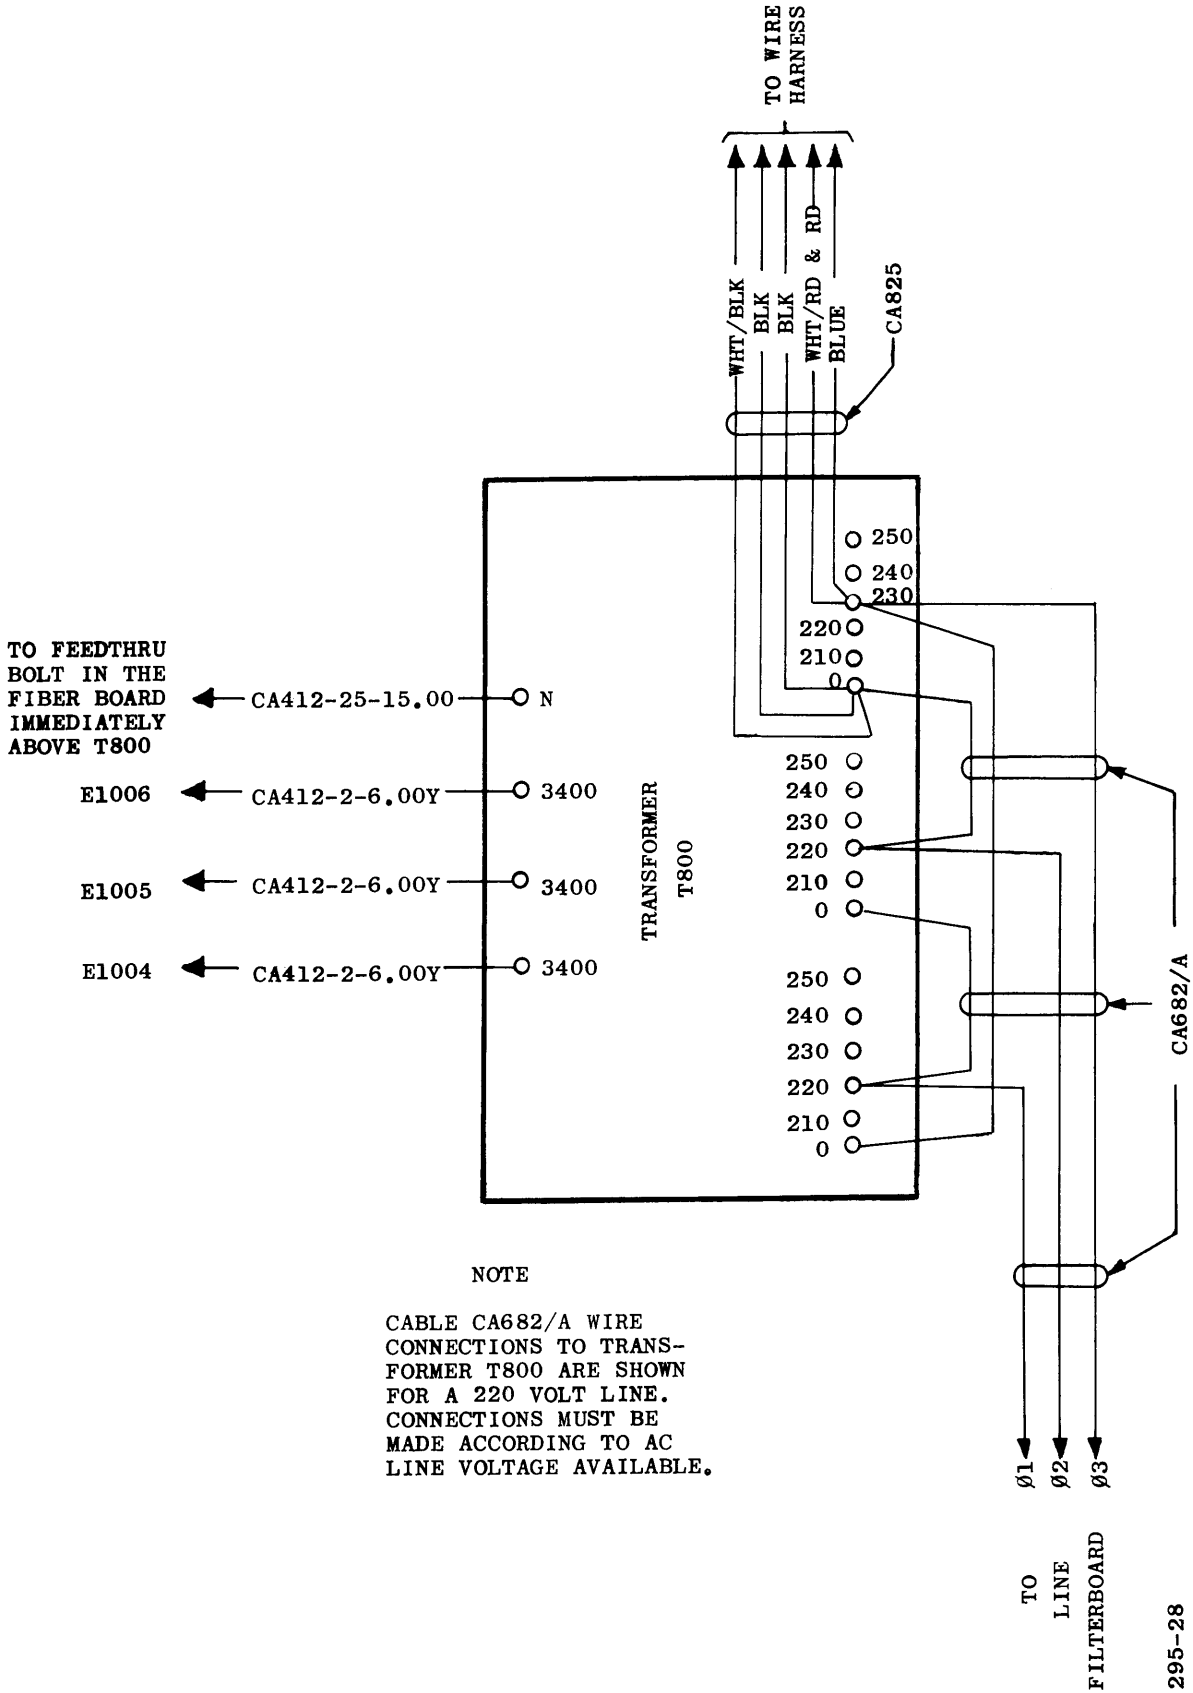 TO WIRE
HARNESS
WHT/BLK
BLK
BLK
WHT/RD & RD
BLUE
CA825
250
240
230
220
210
0
TO FEEDTHRU
BOLT IN THE
FIBER BOARD
IMMEDIATELY
ABOVE T800
CA412-25-15.00
N
E1006
CA412-2-6.00Y
3400
E1005
CA412-2-6.00Y
3400
E1004
CA412-2-6.00Y
3400
TRANSFORMER
T800
250
240
230
220
210
0
250
240
230
220
210
0
CA682/A
NOTE
CABLE CA682/A WIRE
CONNECTIONS TO TRANS-
FORMER T800 ARE SHOWN
FOR A 220 VOLT LINE.
CONNECTIONS MUST BE
MADE ACCORDING TO AC
LINE VOLTAGE AVAILABLE.
Ø1
Ø2
Ø3
TO
LINE
FILTERBOARD
295-28